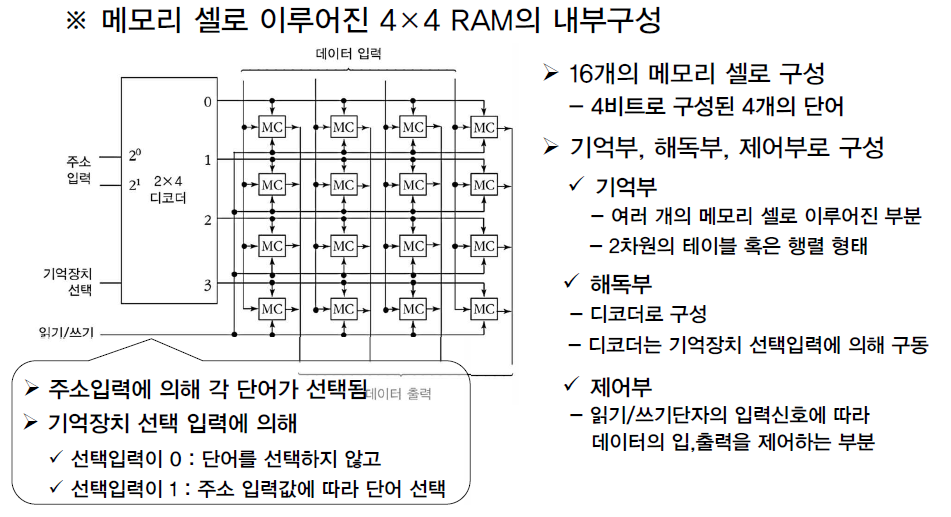 ※ 메모리 셀로 이루어진 4×4 RAM의 내부구성
데이터 입력
0
MC MC MC MC
주소
입력
2⁰
2¹
2×4
디코더
1
MC MC MC MC
2
MC MC MC MC
기억장치
선택
3
MC MC MC MC
읽기/쓰기
데이터 출력
➢ 주소입력에 의해 각 단어가 선택됨
➢ 기억장치 선택 입력에 의해
✓ 선택입력이 0 : 단어를 선택하지 않고
✓ 선택입력이 1 : 주소 입력값에 따라 단어 선택
➢ 16개의 메모리 셀로 구성
– 4비트로 구성된 4개의 단어
➢ 기억부, 해독부, 제어부로 구성
✓ 기억부
– 여러 개의 메모리 셀로 이루어진 부분
– 2차원의 테이블 혹은 행렬 형태
✓ 해독부
– 디코더로 구성
– 디코더는 기억장치 선택입력에 의해 구동
✓ 제어부
– 읽기/쓰기단자의 입력신호에 따라
데이터의 입,출력을 제어하는 부분